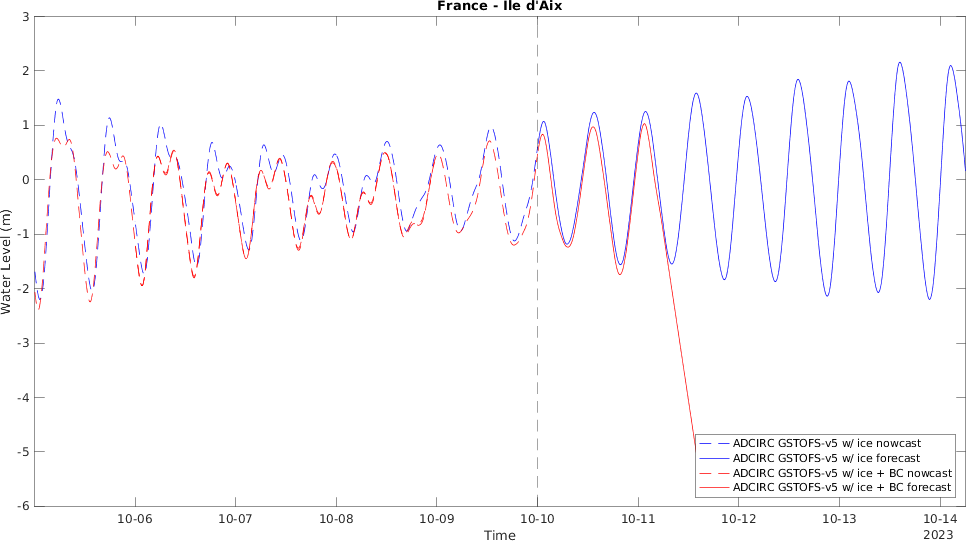 France - Ile d'Aix
Water Level (m)
3
2
1
0
-1
-2
-3
-4
-5
-6
10-06 10-07 10-08 10-09 10-10 10-11 10-12 10-13 10-14
2023
Time
ADCIRC GSTOFS-v5 w/ ice nowcast
ADCIRC GSTOFS-v5 w/ ice forecast
ADCIRC GSTOFS-v5 w/ ice + BC nowcast
ADCIRC GSTOFS-v5 w/ ice + BC forecast